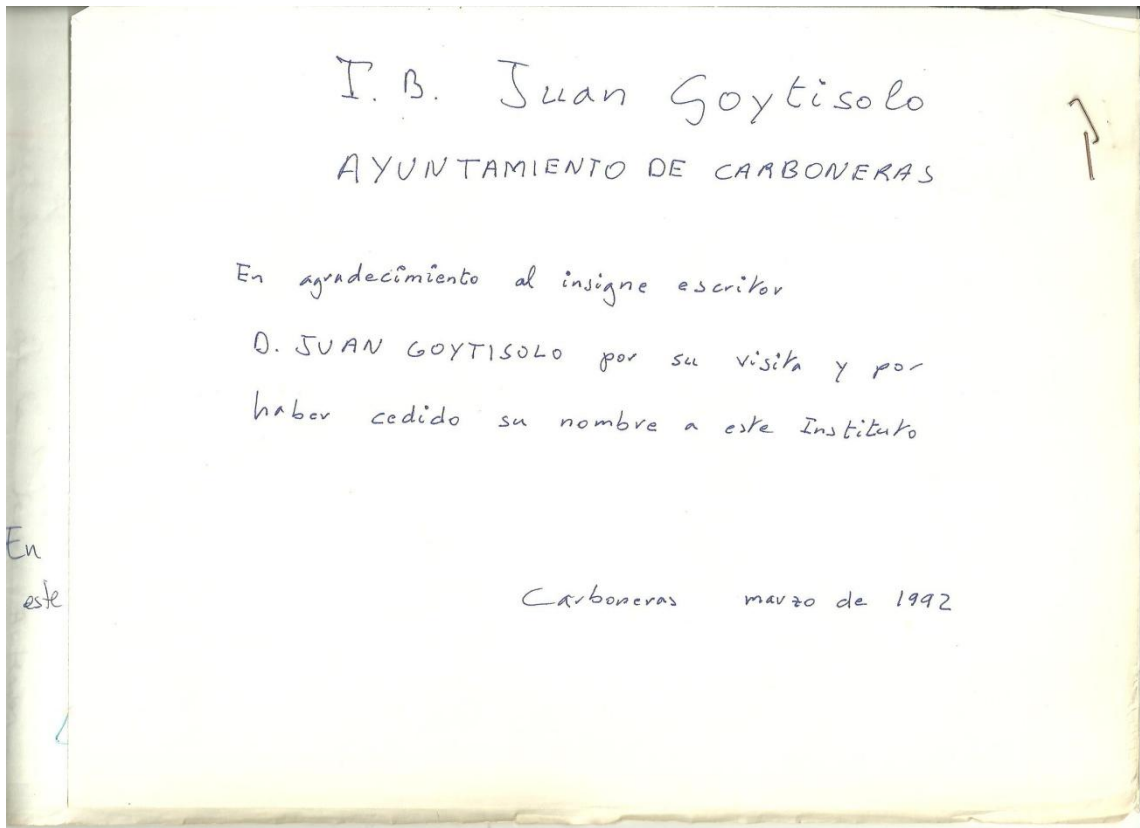 I. B. Juan Goytisolo
AYUNTAMIENTO DE CARBONERAS
En agradecimiento al insigne escritor
D. JUAN GOYTISOLO por su visita y por
haber cedido su nombre a este Instituto
En
este
Carboneras marzo de 1992